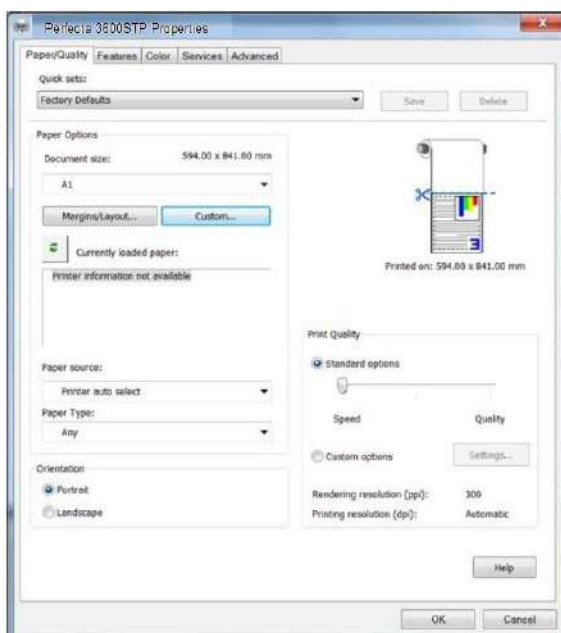 Perfecta 3600STP Properties
Paper/Quality Features Color Services Advanced
Quick sets:
Factory Defaults
Save Delete
Paper Options
Document size: 594.00 x 841.00 mm
A1
Margins/Layout... Custom...
Currently loaded paper:
Printer information not available
Printed on: 594.00 x 841.00 mm
3
Paper source:
Printer auto select
Paper Type:
Any
Orientation
Portrait
Landscape
Print Quality
Standard options
Speed Quality
Custom options Settings...
Rendering resolution (ppi): 300
Printing resolution (dpi): Automatic
Help
OK Cancel